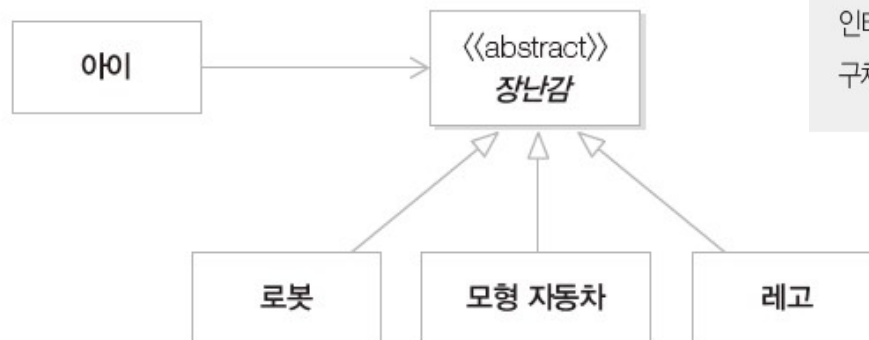 아이
《abstract》
장난감
로봇
모형 자동차
레고